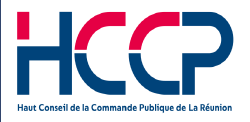 HCCP
Haut Conseil de la Commande Publique de La Réunion